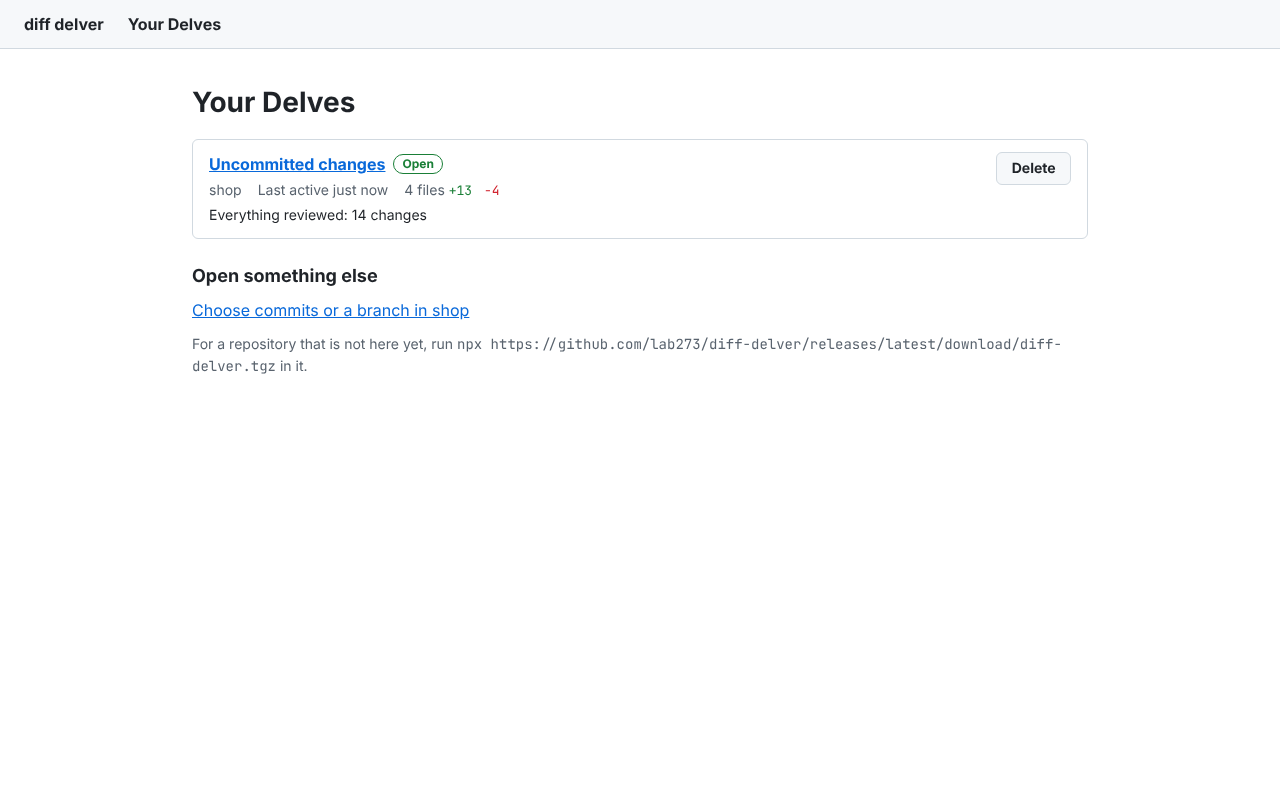 diff delver Your Delves
Your Delves
Uncommitted changes Open
Delete
shop Last active just now 4 files +13 -4
Everything reviewed: 14 changes
Open something else
Choose commits or a branch in shop
For a repository that is not here yet, run npx https://github.com/lab273/diff-delver/releases/latest/download/diff-
delver.tgz in it.